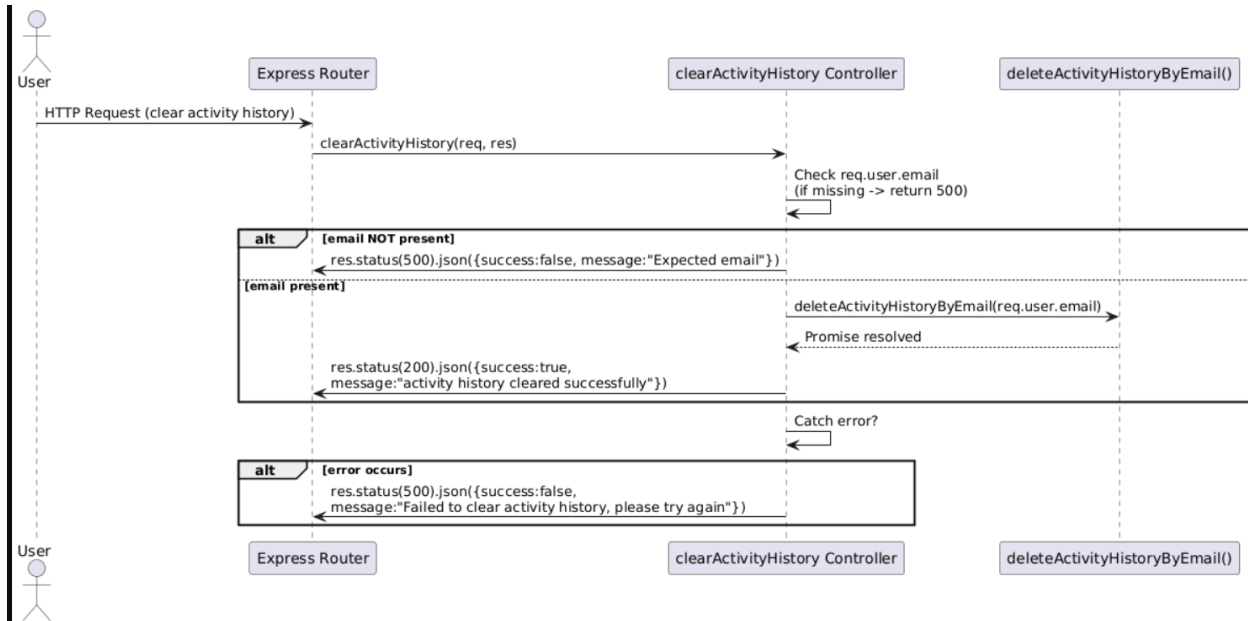 User
Express Router
clearActivityHistory Controller
deleteActivityHistoryByEmail()
HTTP Request (clear activity history)
clearActivityHistory(req, res)
Check req.user.email
(if missing -> return 500)
alt
[email NOT present]
res.status(500).json({success:false, message:"Expected email"})
[email present]
deleteActivityHistoryByEmail(req.user.email)
Promise resolved
res.status(200).json({success:true,
message:"activity history cleared successfully"})
Catch error?
alt
[error occurs]
res.status(500).json({success:false,
message:"Failed to clear activity history, please try again"})
User
Express Router
clearActivityHistory Controller
deleteActivityHistoryByEmail()